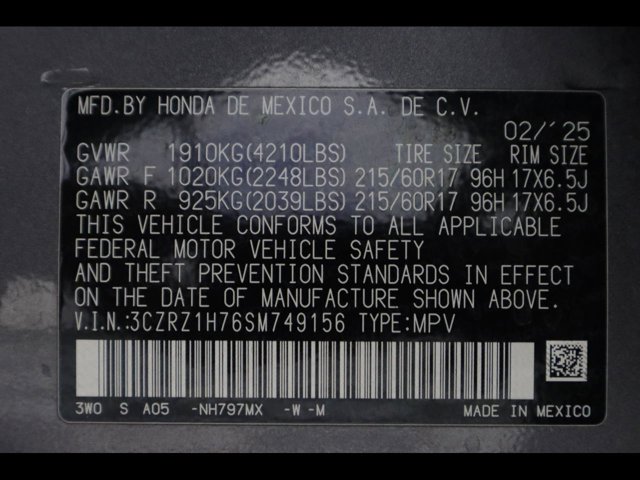 MFD.BY HONDA DE MEXICO S.A. DE C.V.
02/'25
GVWR 1910KG(4210LBS) TIRE SIZE RIM SIZE
GAWR F 1020KG(2248LBS) 215/60R17 96H 17X6.5J
GAWR R 925KG(2039LBS) 215/60R17 96H 17X6.5J
THIS VEHICLE CONFORMS TO ALL APPLICABLE
FEDERAL MOTOR VEHICLE SAFETY
AND THEFT PREVENTION STANDARDS IN EFFECT
ON THE DATE OF MANUFACTURE SHOWN ABOVE.
V.I.N.:3CZRZ1H76SM749156 TYPE:MPV
3WO S A05 -NH797MX -W -M MADE IN MEXICO